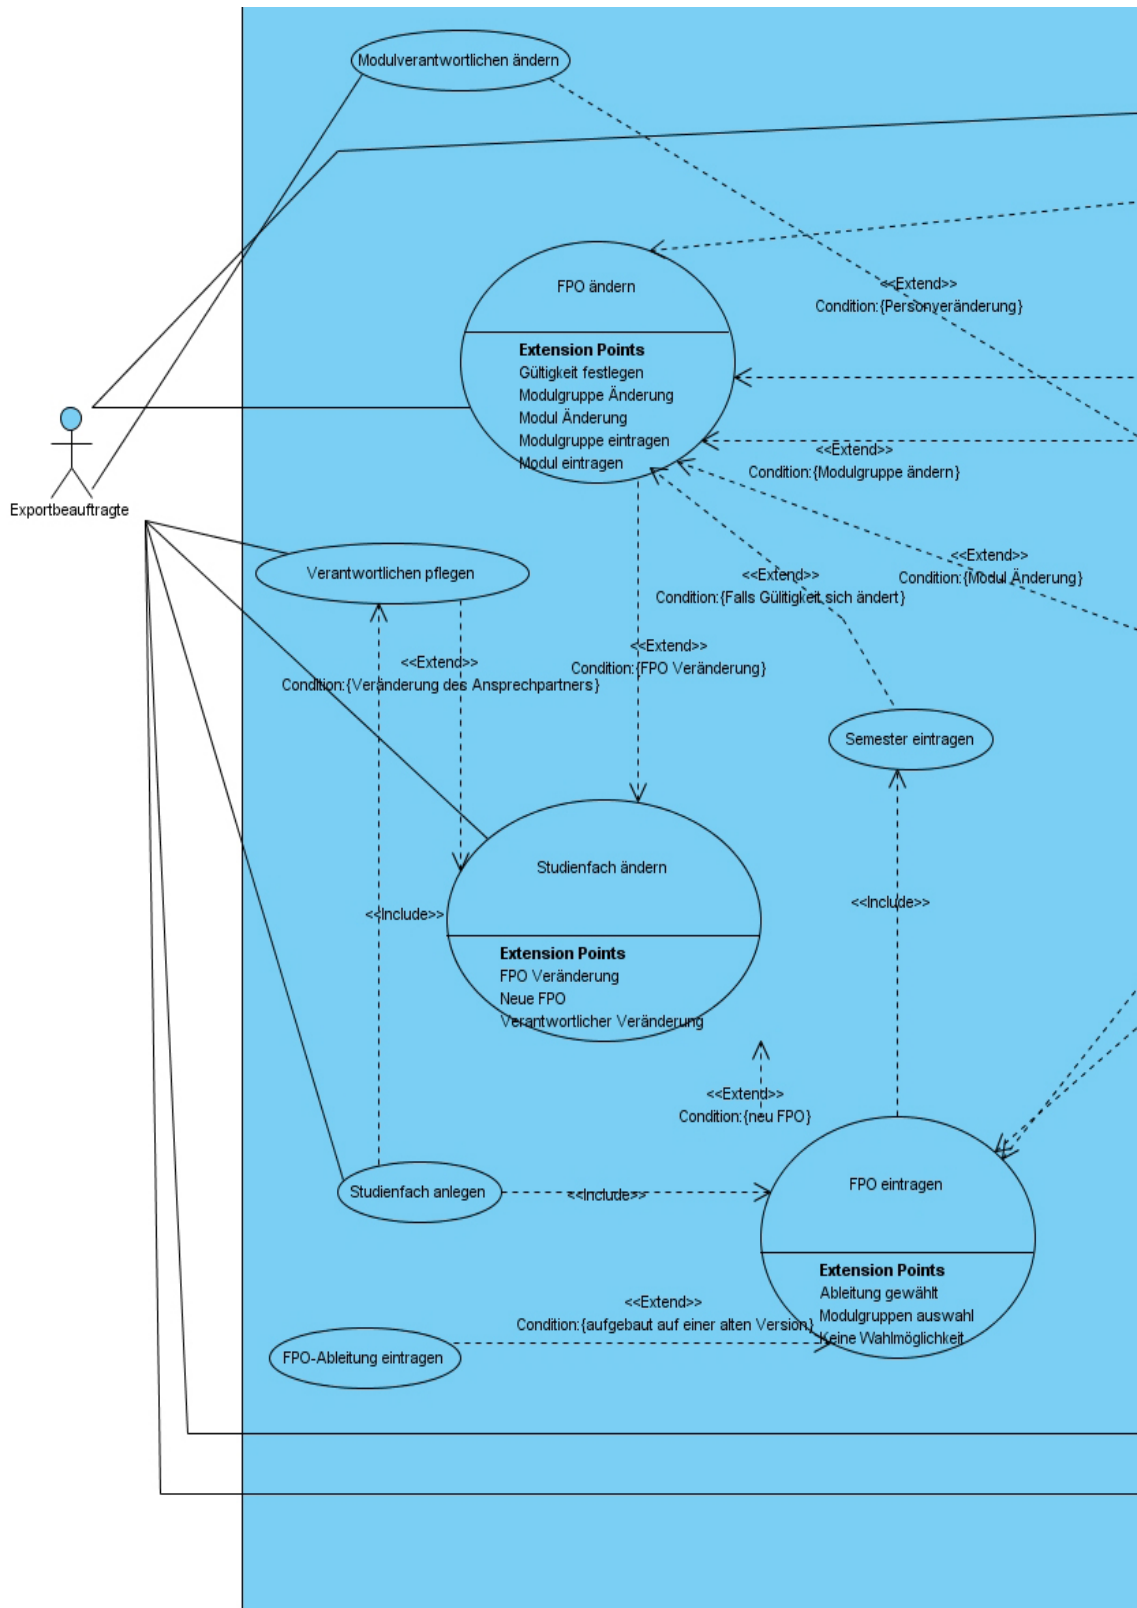 Modulverantwortlichen ändern
<<Extend>>
Condition:{Personveränderung}
FPO ändern
Extension Points
Gültigkeit festlegen
Modulgruppe Änderung
Modul Änderung
Modulgruppe eintragen
Modul eintragen
<<Extend>>
Condition:{Modulgruppe ändern}
Exportbeauftragte
<<Extend>>
Condition:{Modul Änderung}
Verantwortlichen pflegen
<<Extend>>
Condition:{Falls Gülitigkeit sich ändert}
<<Extend>>
Condition:{FPO Veränderung}
<<Extend>>
Condition:{Veränderung des Ansprechpartners}
Semester eintragen
Studienfach ändern
Extension Points
FPO Veränderung
Neue FPO
Verantwortlicher Veränderung
<<Include>>
<<Include>>
<<Extend>>
Condition:{neu FPO}
Studienfach anlegen
<<Include>>
FPO eintragen
Extension Points
Ableitung gewählt
Modulgruppen auswahl
Keine Wahlmöglichkeit
<<Extend>>
Condition:{aufgebaut auf einer alten Version}
FPO-Ableitung eintragen